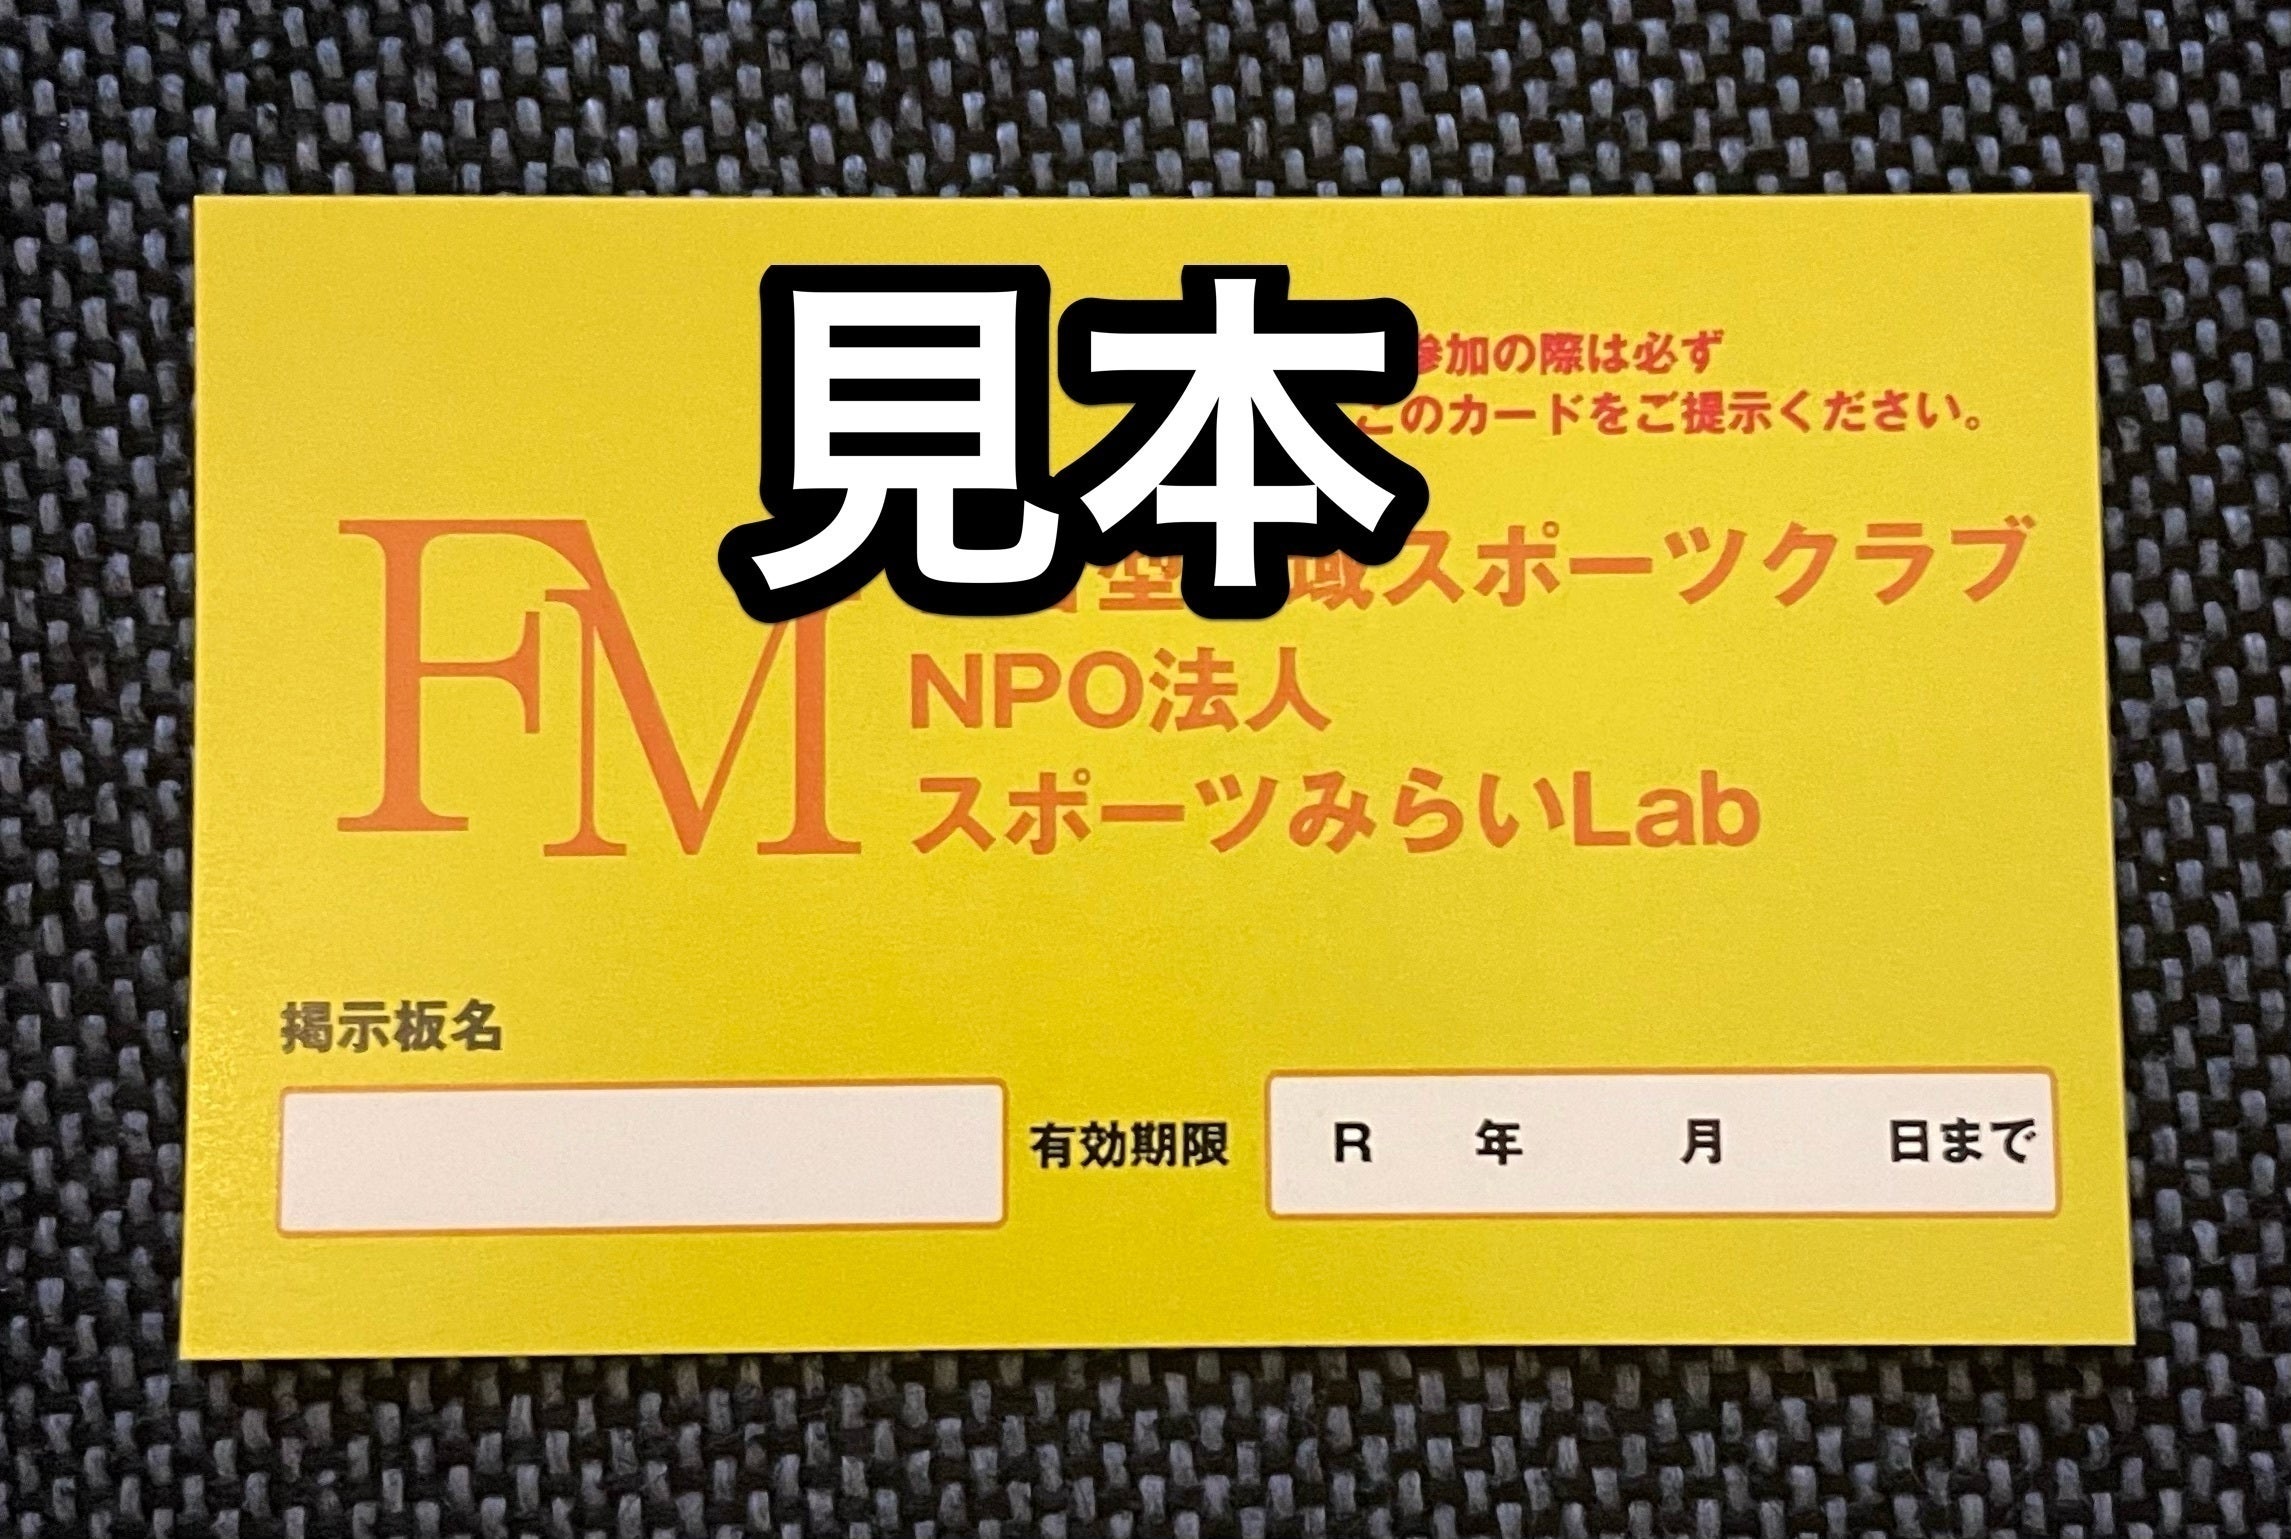 見本
参加の際は必ず
このカードをご提示ください。
FM
型 域スポーツクラブ
NPO法人
スポーツみらいLab
掲示板名
有効期限 R 年 月 日まで